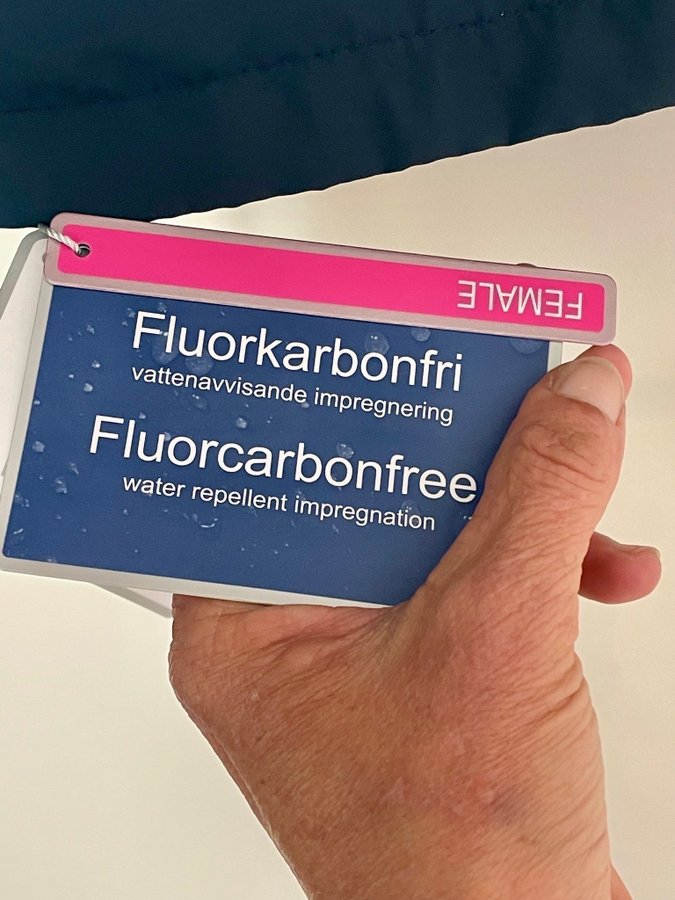 FEMALE
Fluorkarbonfri
vattenavvisande impregnering
Fluorcarbonfree
water repellent impregnation